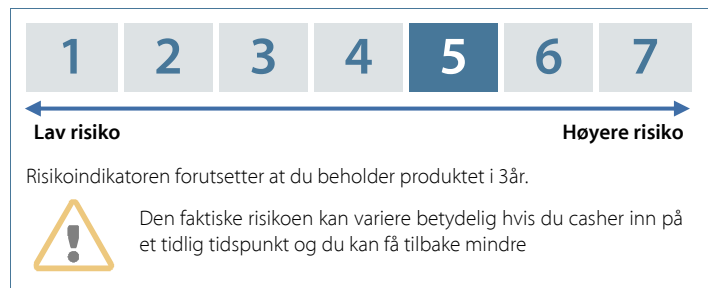 1 2 3 4 5 6 7
Lav risiko Høyere risiko
Risikoindikatoren forutsetter at du beholder produktet i 3år.
Den faktiske risikoen kan variere betydelig hvis du casher inn på
et tidlig tidspunkt og du kan få tilbake mindre